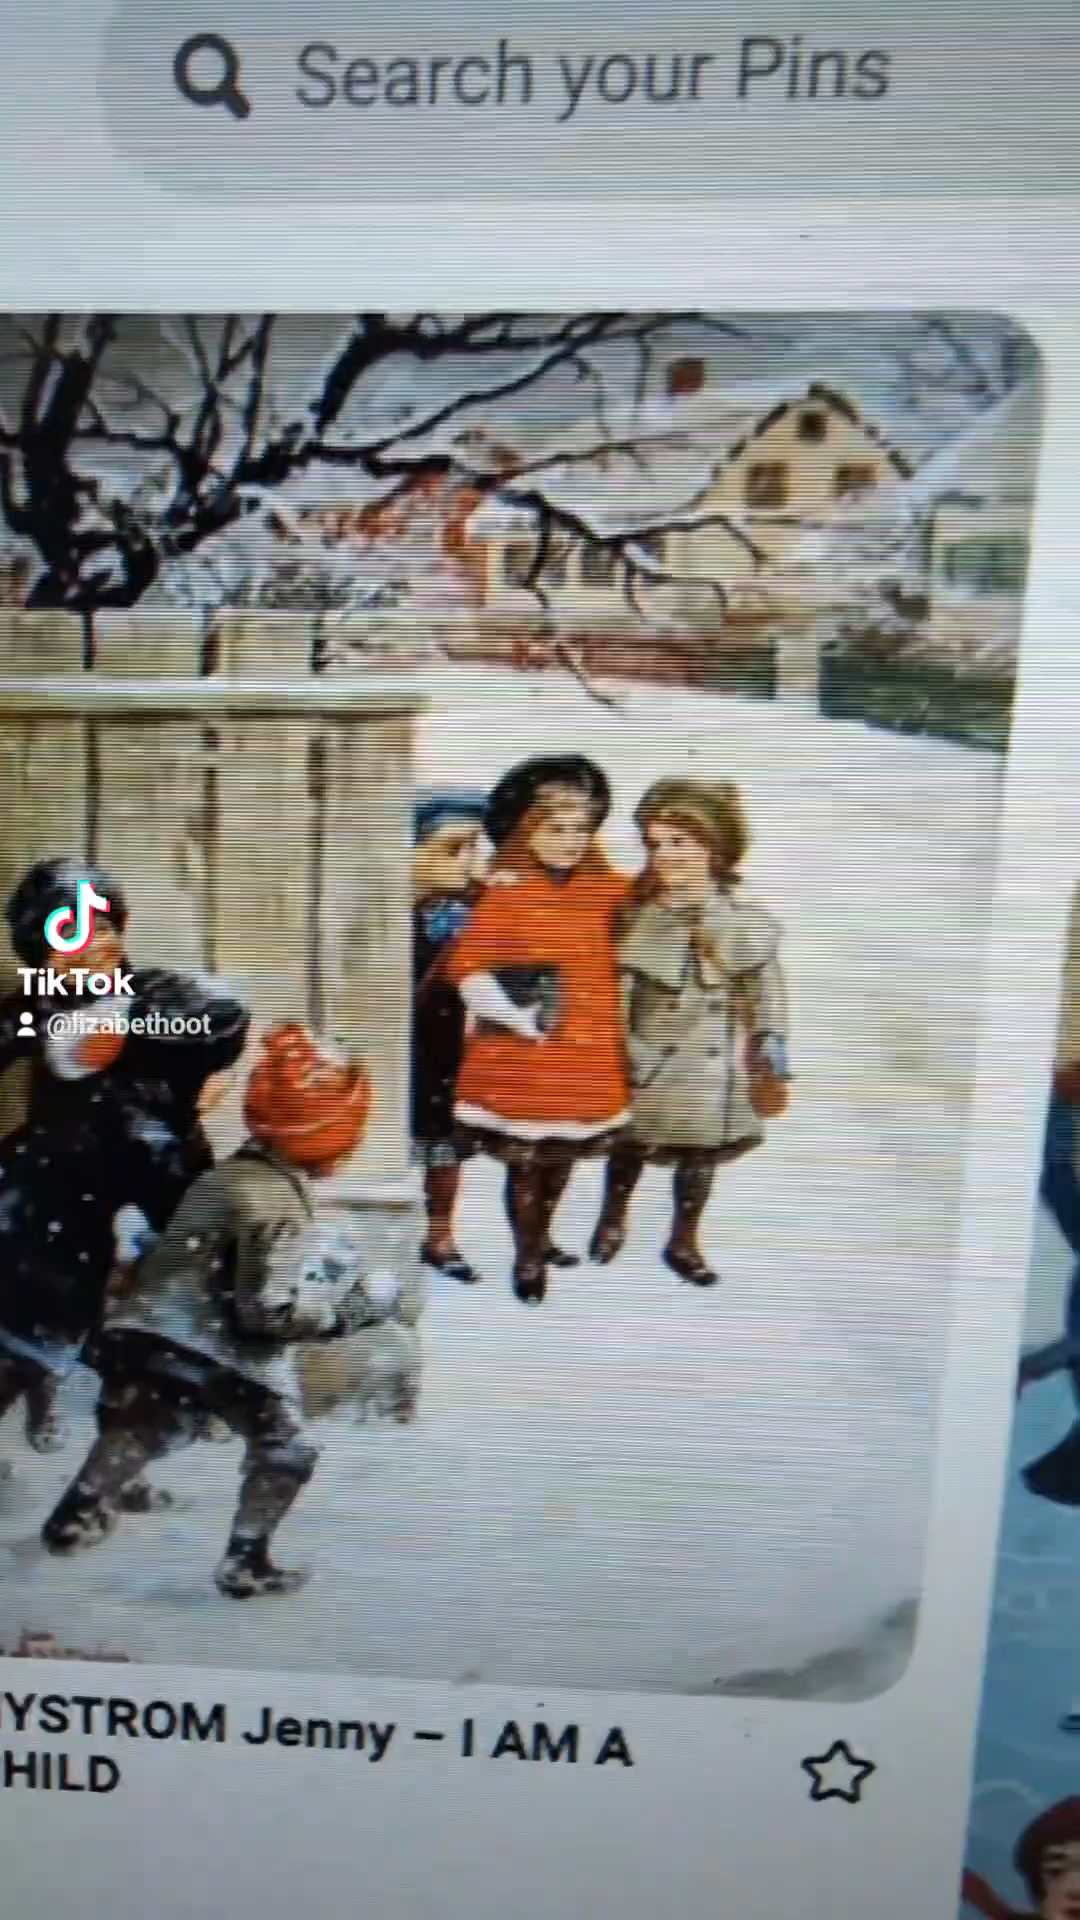 Search your Pins
TikTok
@lizabethoot
YSTROM Jenny – I AM A
HILD